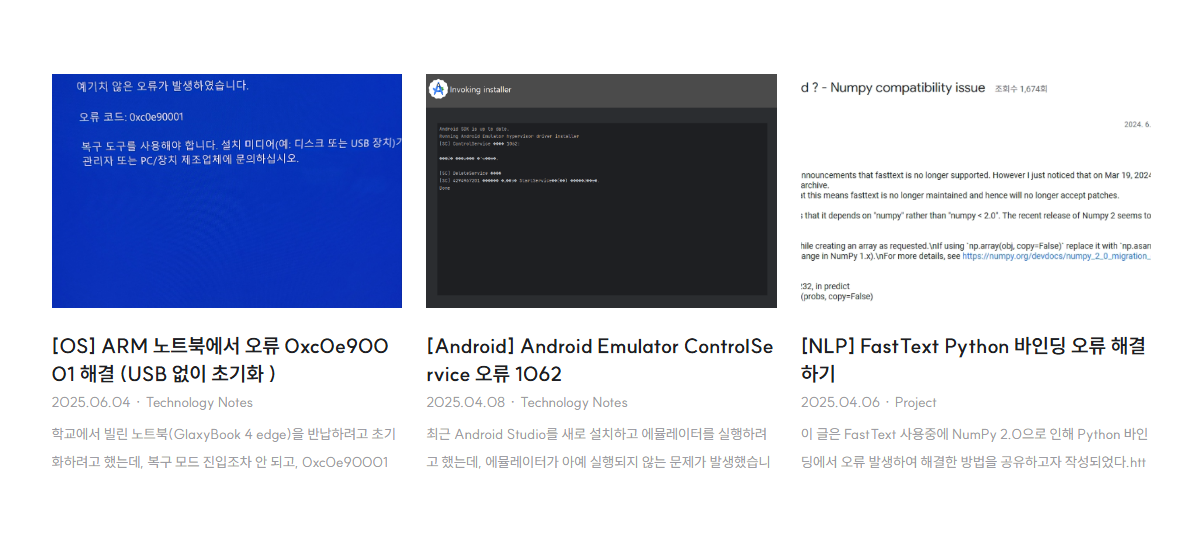 예기치 않은 오류가 발생하였습니다.
오류 코드: 0xc0e90001
복구 도구를 사용해야 합니다. 설치 미디어(예: 디스크 또는 USB 장치)가
관리자 또는 PC/장치 제조업체에 문의하십시오.
Invoking installer
Android SDK is up to date.
Running Android Emulator hypervisor driver installer
[SC] ControlService 1062:
[SC] DeleteService
[SC] StartService
Done
d ? - Numpy compatibility issue 조회수 1,674회
2024. 6.
nnouncements that fasttext is no longer supported. However I just noticed that on Mar 19, 2024
archive.
at this means fasttext is no longer maintained and hence will no longer accept patches.
s that it depends on "numpy" rather than "numpy < 2.0". The recent release of Numpy 2 seems to
hile creating an array as requested.\nIf using `np.array(obj, copy=False)` replace it with `np.asar
ange in NumPy 1.x).\nFor more details, see https://numpy.org/devdocs/numpy_2_0_migration_
232, in predict
(probs, copy=False)
[OS] ARM 노트북에서 오류 0xc0e900
01 해결 (USB 없이 초기화 )
2025.06.04 · Technology Notes
학교에서 빌린 노트북(GlaxyBook 4 edge)을 반납하려고 초기
화하려고 했는데, 복구 모드 진입조차 안 되고, 0xc0e90001
[Android] Android Emulator ControlSe
rvice 오류 1062
2025.04.08 · Technology Notes
최근 Android Studio를 새로 설치하고 에뮬레이터를 실행하려
고 했는데, 에뮬레이터가 아예 실행되지 않는 문제가 발생했습니
[NLP] FastText Python 바인딩 오류 해결
하기
2025.04.06 · Project
이 글은 FastText 사용중에 NumPy 2.0으로 인해 Python 바인
딩에서 오류 발생하여 해결한 방법을 공유하고자 작성되었다.htt